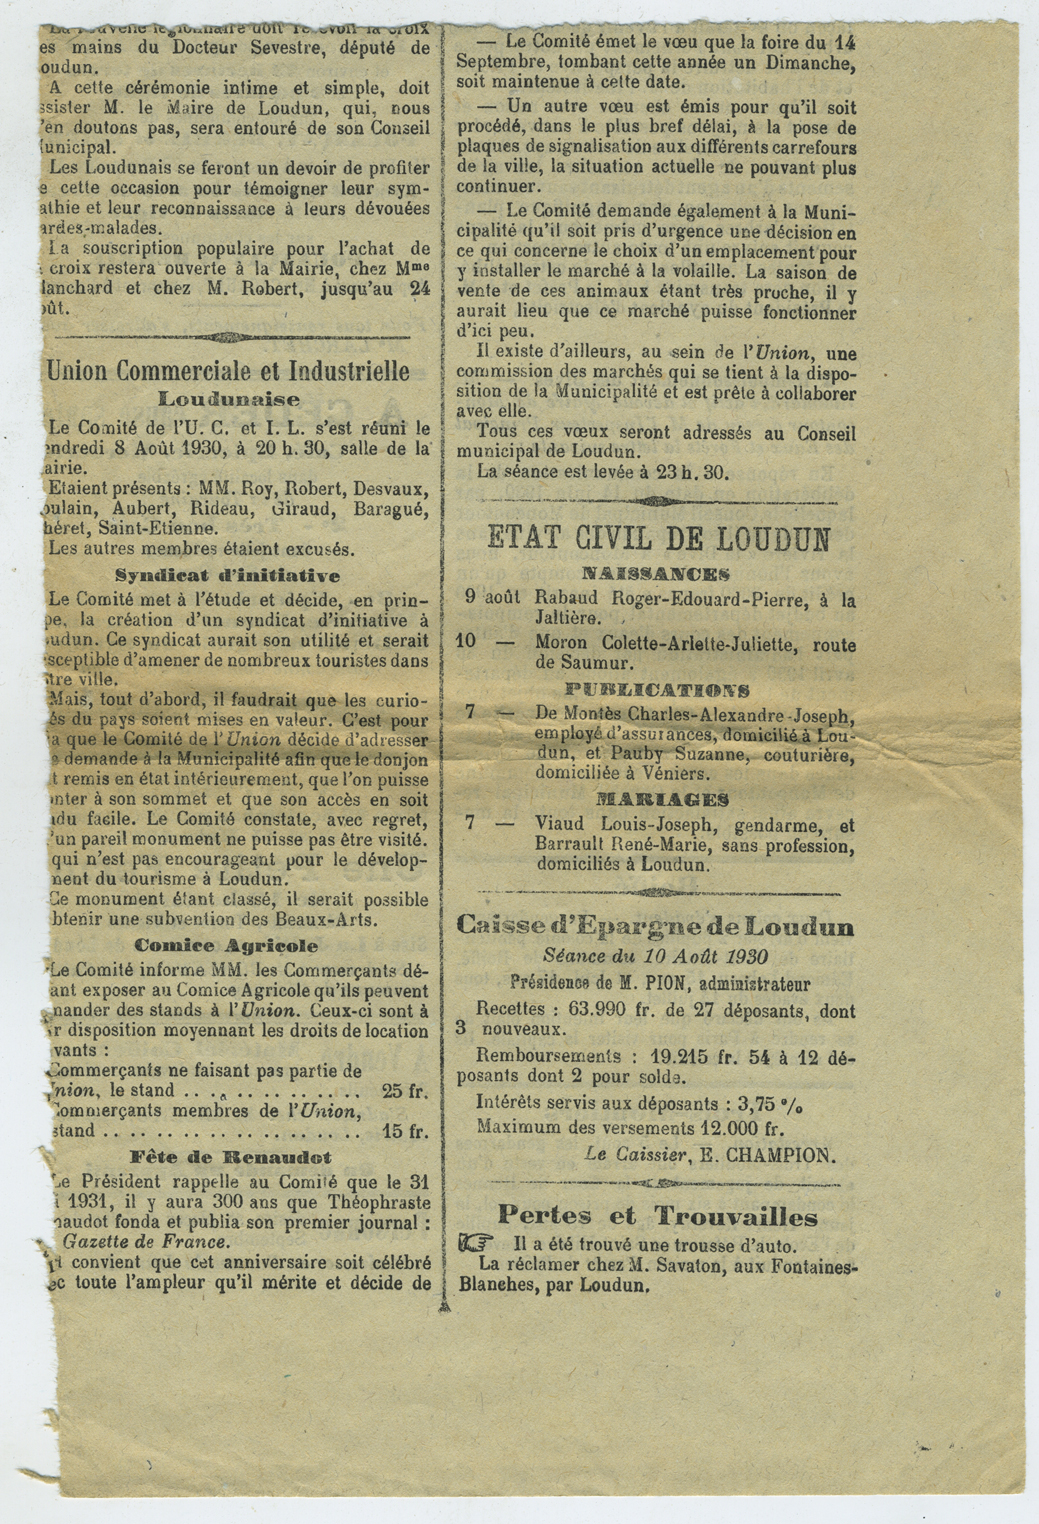 La nouvelle légionnaire doit recevoir la croix
es mains du Docteur Sevestre, député de
oudun.
A cette cérémonie intime et simple, doit
ssister M. le Maire de Loudun, qui, nous
'en doutons pas, sera entouré de son Conseil
unicipal.
Les Loudunais se feront un devoir de profiter
e cette occasion pour témoigner leur sym-
athie et leur reconnaissance à leurs dévouées
ardes-malades.
La souscription populaire pour l'achat de
croix restera ouverte à la Mairie, chez Mme
lanchard et chez M. Robert, jusqu'au 24
oût.
Union Commerciale et Industrielle
Loudunaise
Le Comité de l'U. C. et I. L. s'est réuni le
endredi 8 Août 1930, à 20 h. 30, salle de la
airie.
Etaient présents : MM. Roy, Robert, Desvaux,
oulain, Aubert, Rideau, Giraud, Baragué,
héret, Saint-Etienne.
Les autres membres étaient excusés.
Syndicat d'initiative
Le Comité met à l'étude et décide, en prin-
pe, la création d'un syndicat d'initiative à
udun. Ce syndicat aurait son utilité et serait
sceptible d'amener de nombreux touristes dans
tre ville.
Mais, tout d'abord, il faudrait que les curio-
és du pays soient mises en valeur. C'est pour
a que le Comité de l'Union décide d'adresser
e demande à la Municipalité afin que le donjon
t remis en état intérieurement, que l'on puisse
nter à son sommet et que son accès en soit
ndu facile. Le Comité constate, avec regret,
'un pareil monument ne puisse pas être visité.
qui n'est pas encourageant pour le dévelop-
nent du tourisme à Loudun.
Ce monument étant classé, il serait possible
btenir une subvention des Beaux-Arts.
Comice Agricole
Le Comité informe MM. les Commerçants dé-
ant exposer au Comice Agricole qu'ils peuvent
mander des stands à l'Union. Ceux-ci sont à
r disposition moyennant les droits de location
vants :
Commerçants ne faisant pas partie de
nion, le stand . . . . . . . . . . . . . 25 fr.
Commerçants membres de l'Union,
stand . . . . . . . . . . . . . . . . . . . 15 fr.
Fête de Renaudot
Le Président rappelle au Comité que le 31
i 1931, il y aura 300 ans que Théophraste
naudot fonda et publia son premier journal :
Gazette de France.
Il convient que cet anniversaire soit célébré
ec toute l'ampleur qu'il mérite et décide de
— Le Comité émet le vœu que la foire du 14
Septembre, tombant cette année un Dimanche,
soit maintenue à cette date.
— Un autre vœu est émis pour qu'il soit
procédé, dans le plus bref délai, à la pose de
plaques de signalisation aux différents carrefours
de la ville, la situation actuelle ne pouvant plus
continuer.
— Le Comité demande également à la Muni-
cipalité qu'il soit pris d'urgence une décision en
ce qui concerne le choix d'un emplacement pour
y installer le marché à la volaille. La saison de
vente de ces animaux étant très proche, il y
aurait lieu que ce marché puisse fonctionner
d'ici peu.
Il existe d'ailleurs, au sein de l'Union, une
commission des marchés qui se tient à la dispo-
sition de la Municipalité et est prête à collaborer
avec elle.
Tous ces vœux seront adressés au Conseil
municipal de Loudun.
La séance est levée à 23 h. 30.
ETAT CIVIL DE LOUDUN
NAISSANCES
9 août Rabaud Roger-Edouard-Pierre, à la
Jaltière.
10 — Moron Colette-Arlette-Juliette, route
de Saumur.
PUBLICATIONS
7 — De Montès Charles-Alexandre-Joseph,
employé d'assurances, domicilié à Lou-
dun, et Pauby Suzanne, couturière,
domiciliée à Véniers.
MARIAGES
7 — Viaud Louis-Joseph, gendarme, et
Barrault René-Marie, sans profession,
domiciliés à Loudun.
Caisse d'Epargne de Loudun
Séance du 10 Août 1930
Présidence de M. PION, administrateur
Recettes : 63.990 fr. de 27 déposants, dont
3 nouveaux.
Remboursements : 19.215 fr. 54 à 12 dé-
posants dont 2 pour solde.
Intérêts servis aux déposants : 3,75 %
Maximum des versements 12.000 fr.
Le Caissier, E. CHAMPION.
Pertes et Trouvailles
Il a été trouvé une trousse d'auto.
La réclamer chez M. Savaton, aux Fontaines-
Blanches, par Loudun.